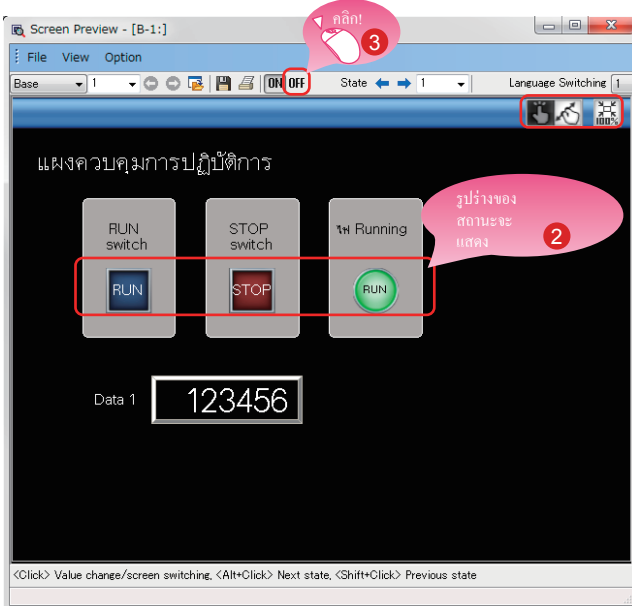 Screen Preview - [B-1:]
คลิก!
3
File View Option
Base 1 ON OFF State 1 Language Switching 1
100%
แผงควบคุมการปฏิบัติการ
RUN
switch
STOP
switch
ไฟ Running
รูปร่างของ
สถานะจะ
แสดง
2
RUN
STOP
RUN
Data 1
123456
<Click> Value change/screen switching, <Alt+Click> Next state, <Shift+Click> Previous state